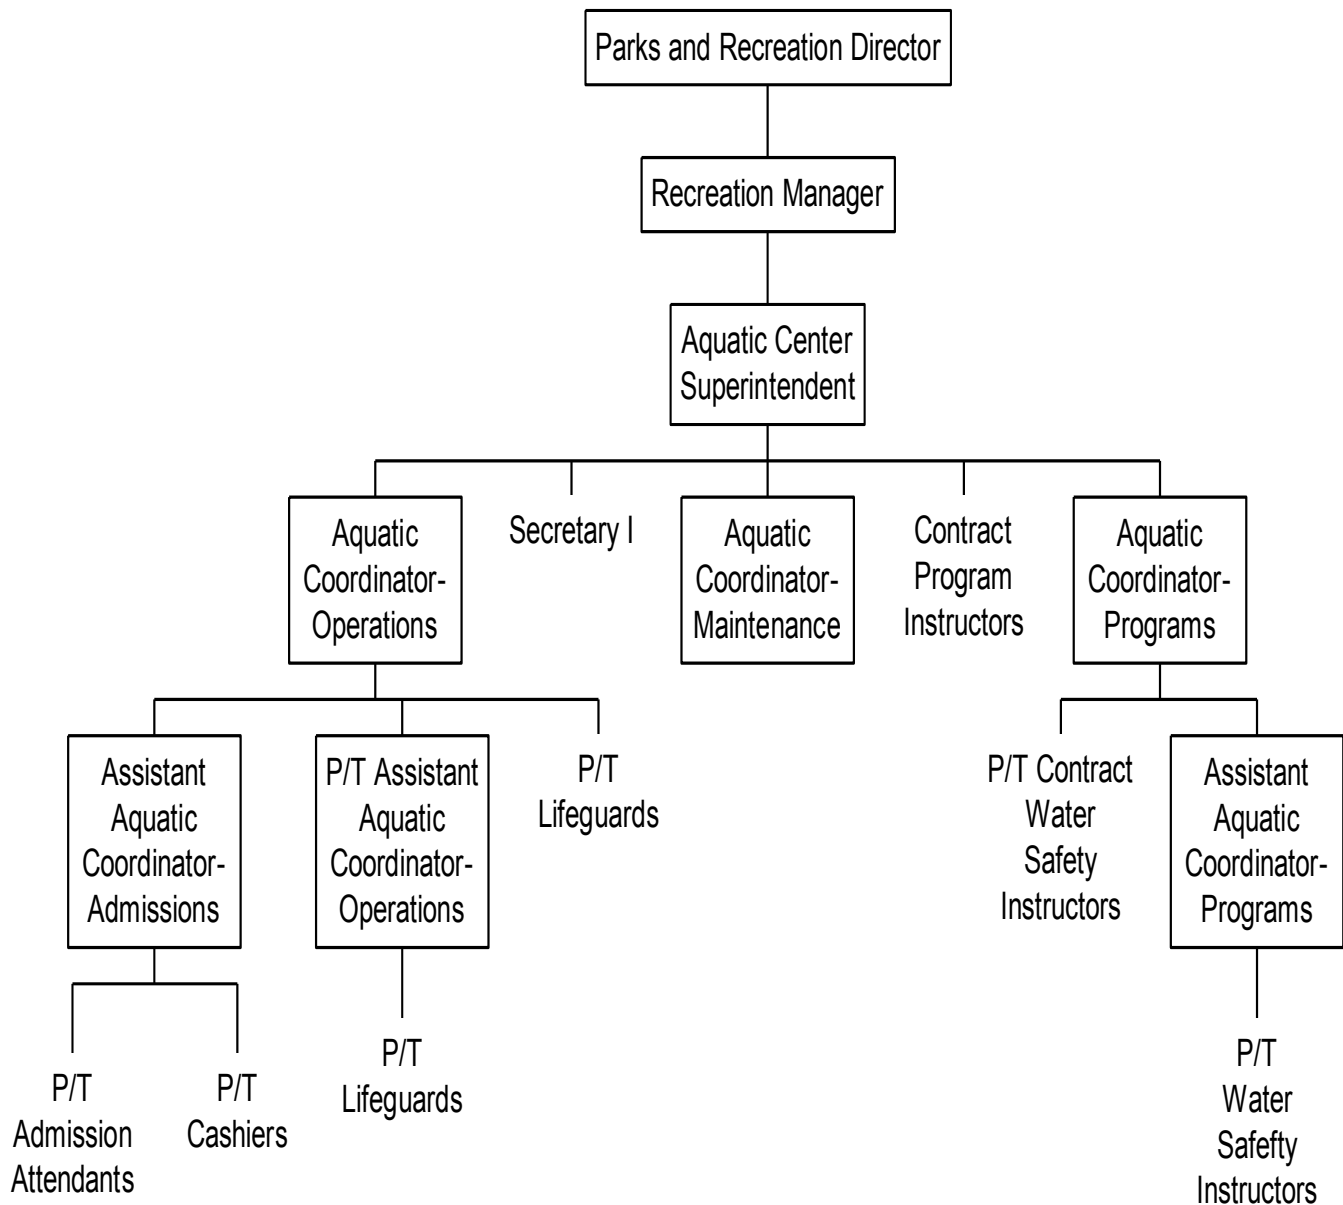 Parks and Recreation Director
Recreation Manager
Aquatic Center
Superintendent
Aquatic
Coordinator-
Operations
Secretary I
Aquatic
Coordinator-
Maintenance
Contract
Program
Instructors
Aquatic
Coordinator-
Programs
Assistant
Aquatic
Coordinator-
Admissions
P/T Assistant
Aquatic
Coordinator-
Operations
P/T
Lifeguards
P/T Contract
Water
Safety
Instructors
Assistant
Aquatic
Coordinator-
Programs
P/T
Admission
Attendants
P/T
Cashiers
P/T
Lifeguards
P/T
Water
Safefty
Instructors